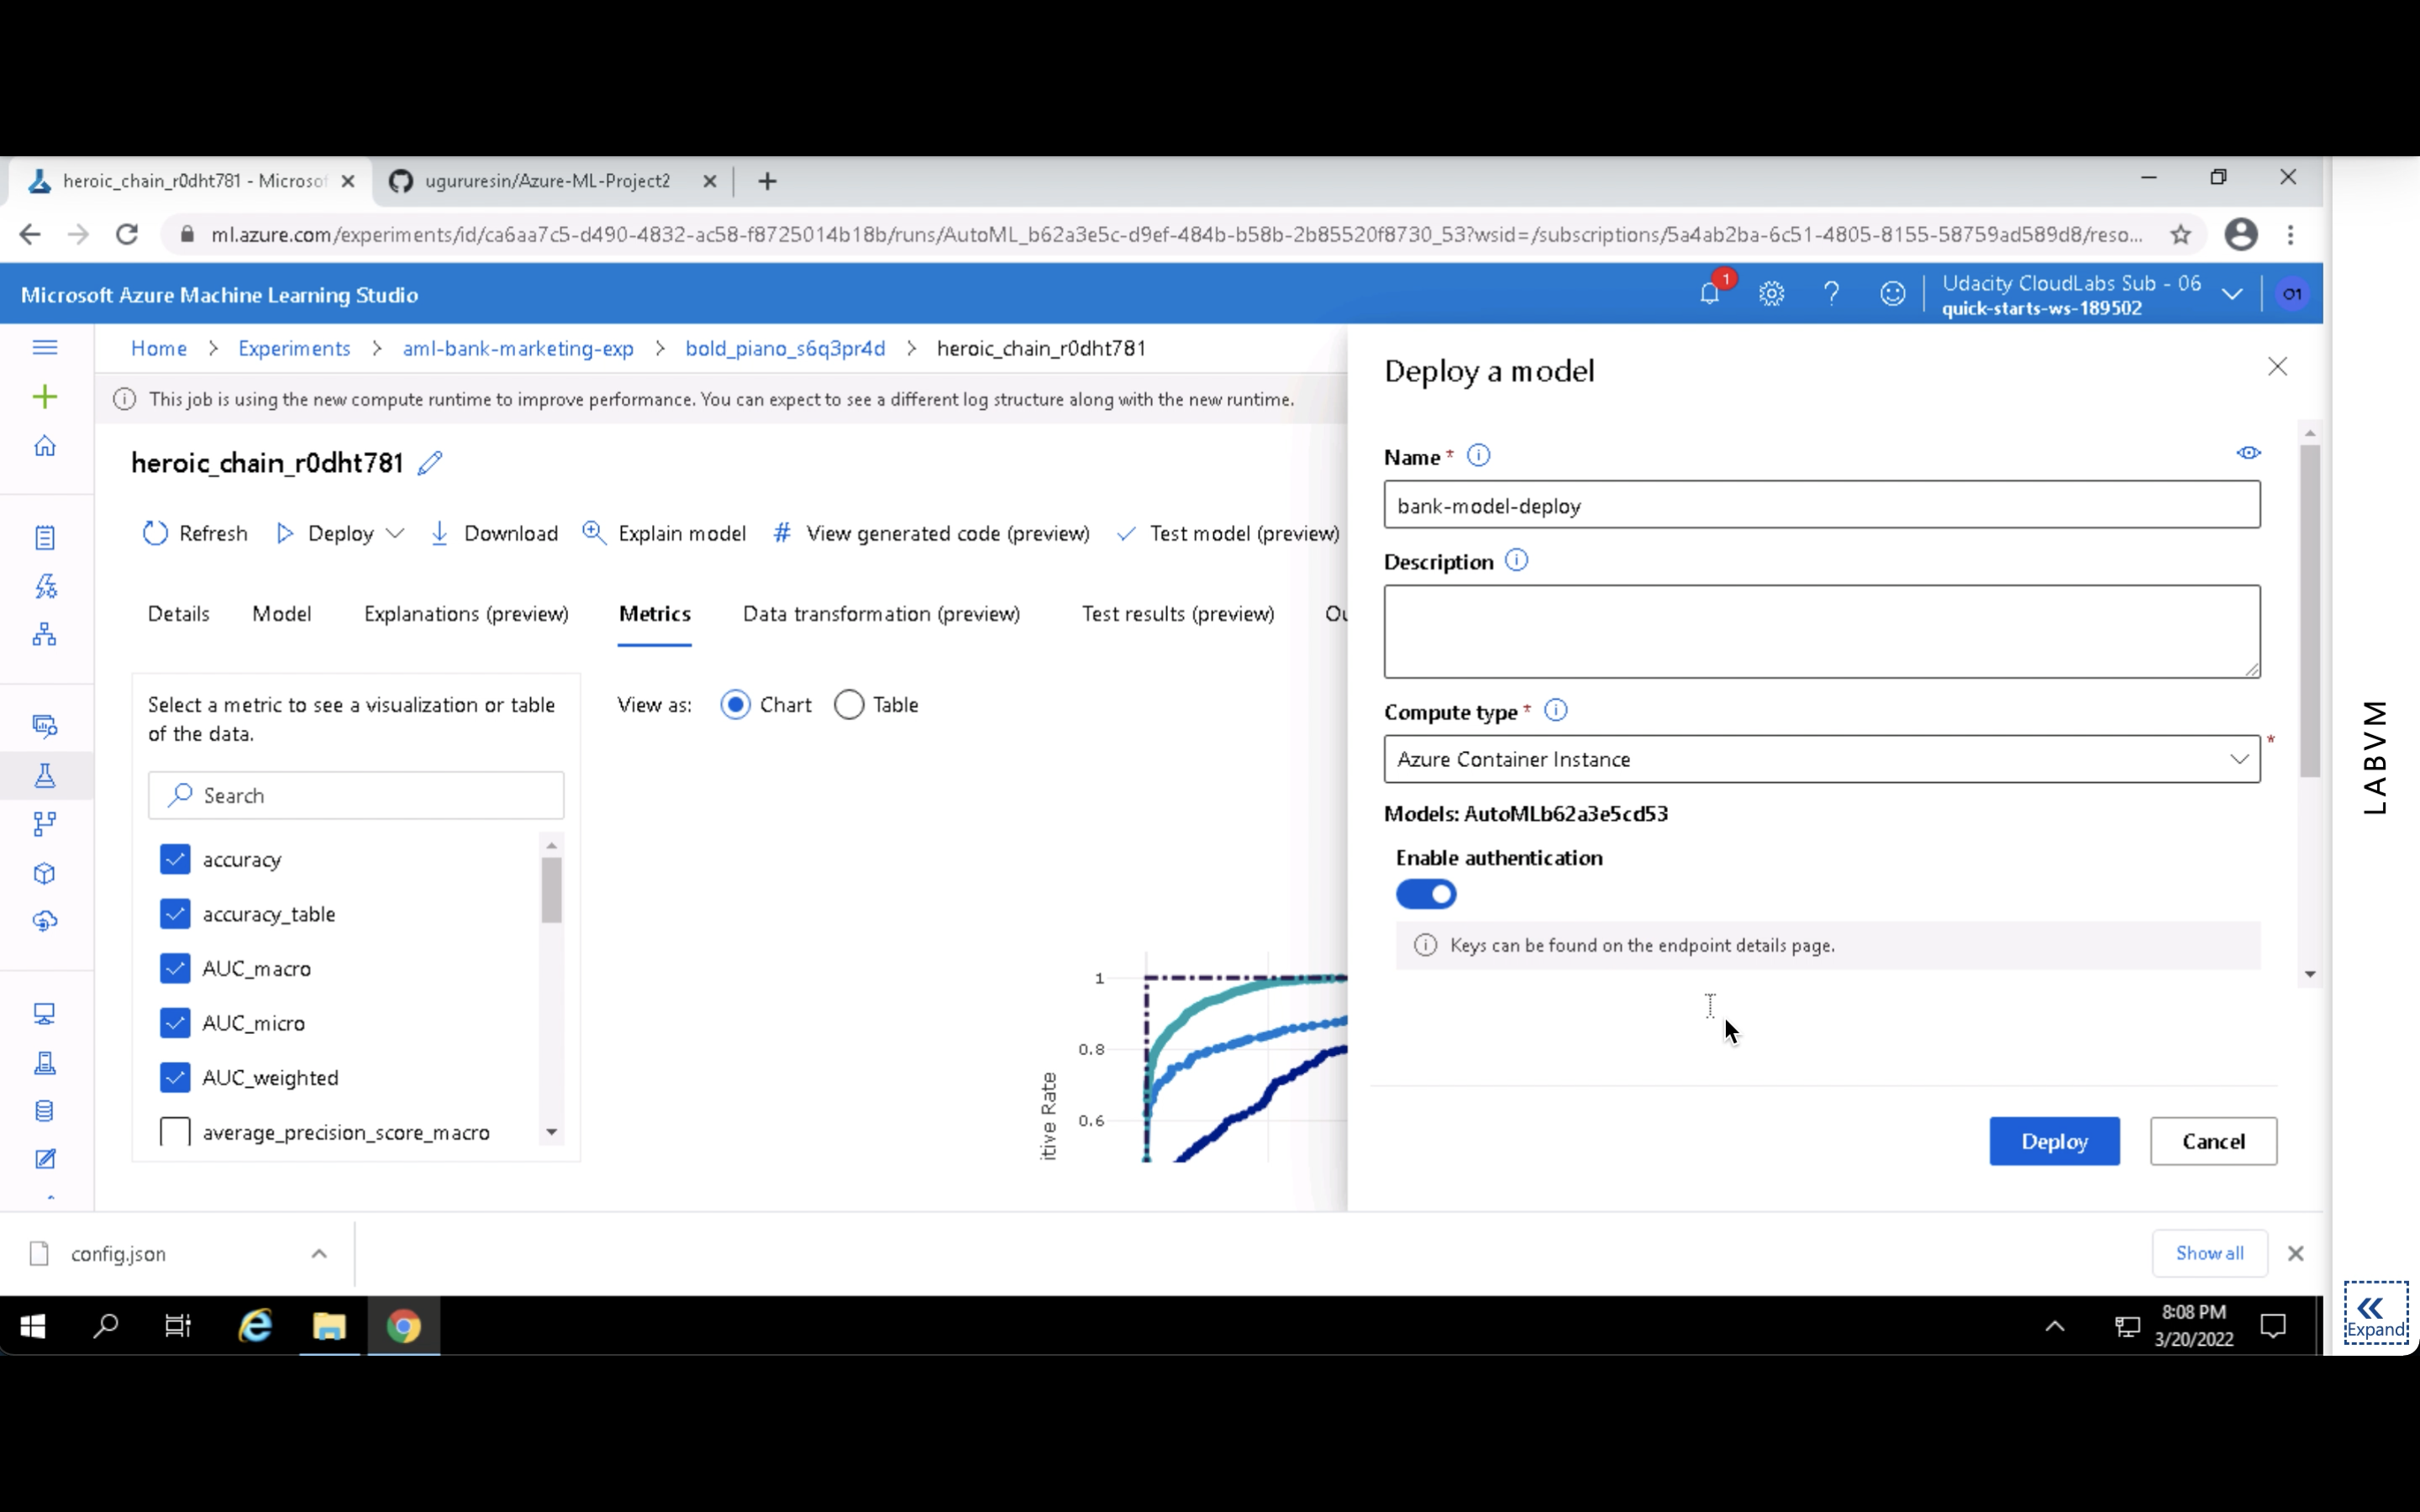 heroic_chain_r0dht781 - Microsof
ugururesin/Azure-ML-Project2
ml.azure.com/experiments/id/ca6aa7c5-d490-4832-ac58-f8725014b18b/runs/AutoML_b62a3e5c-d9ef-484b-b58b-2b85520f8730_53?wsid=/subscriptions/5a4ab2ba-6c51-4805-8155-58759ad589d8/reso...
Microsoft Azure Machine Learning Studio
1
Udacity CloudLabs Sub - 06
quick-starts-ws-189502
O1
Home > Experiments > aml-bank-marketing-exp > bold_piano_s6q3pr4d > heroic_chain_r0dht781
This job is using the new compute runtime to improve performance. You can expect to see a different log structure along with the new runtime.
heroic_chain_r0dht781
Refresh Deploy Download Explain model # View generated code (preview) Test model (preview)
Details Model Explanations (preview) Metrics Data transformation (preview) Test results (preview) Ou
Select a metric to see a visualization or table
of the data.
Search
accuracy
accuracy_table
AUC_macro
AUC_micro
AUC_weighted
average_precision_score_macro
View as: Chart Table
1
0.8
0.6
itive Rate
Deploy a model
Name *
bank-model-deploy
Description
Compute type *
Azure Container Instance
*
Models: AutoMLb62a3e5cd53
Enable authentication
Keys can be found on the endpoint details page.
Deploy
Cancel
config.json
Show all
8:08 PM
3/20/2022
LABVM
Expand